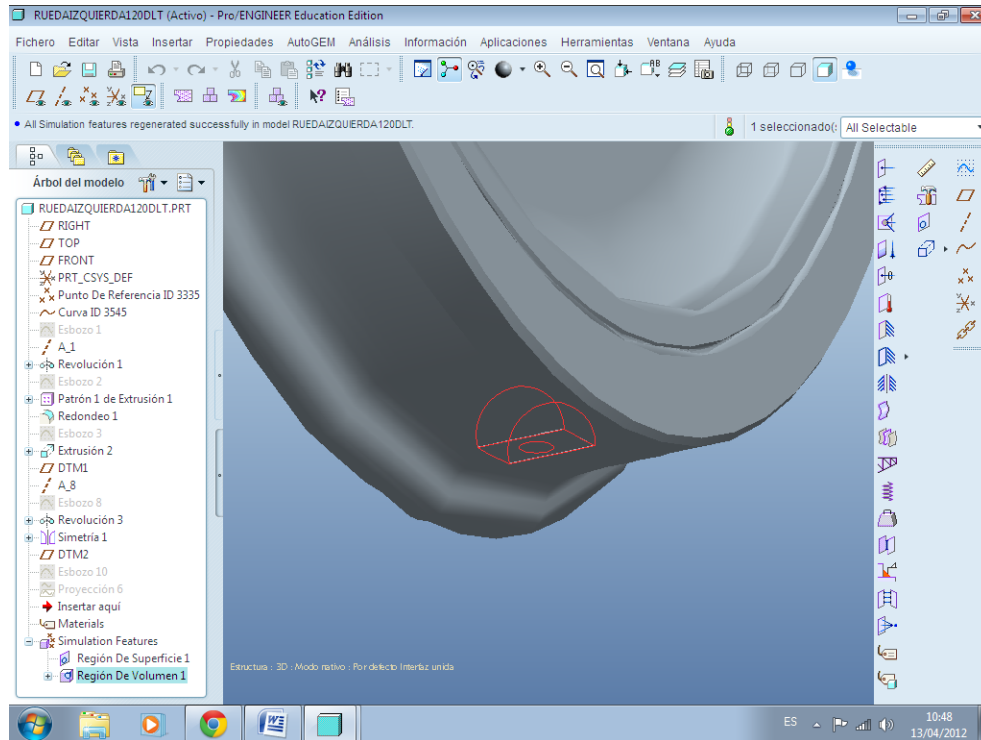 RUEDAIZQUIERDA120DLT (Activo) - Pro/ENGINEER Education Edition
Fichero Editar Vista Insertar Propiedades AutoGEM Análisis Información Aplicaciones Herramientas Ventana Ayuda
• All Simulation features regenerated successfully in model RUEDAIZQUIERDA120DLT.
1 seleccionado(: All Selectable
Árbol del modelo
RUEDAIZQUIERDA120DLT.PRT
RIGHT
TOP
FRONT
PRT_CSYS_DEF
Punto De Referencia ID 3335
Curva ID 3545
Esbozo 1
A_1
Revolución 1
Esbozo 2
Patrón 1 de Extrusión 1
Redondeo 1
Esbozo 3
Extrusión 2
DTM1
A_8
Esbozo 8
Revolución 3
Simetría 1
DTM2
Esbozo 10
Proyección 6
Insertar aquí
Materials
Simulation Features
Región De Superficie 1
Región De Volumen 1
Estructura : 3D : Modo nativo : Por defecto Interfaz unida
ES
10:48
13/04/2012